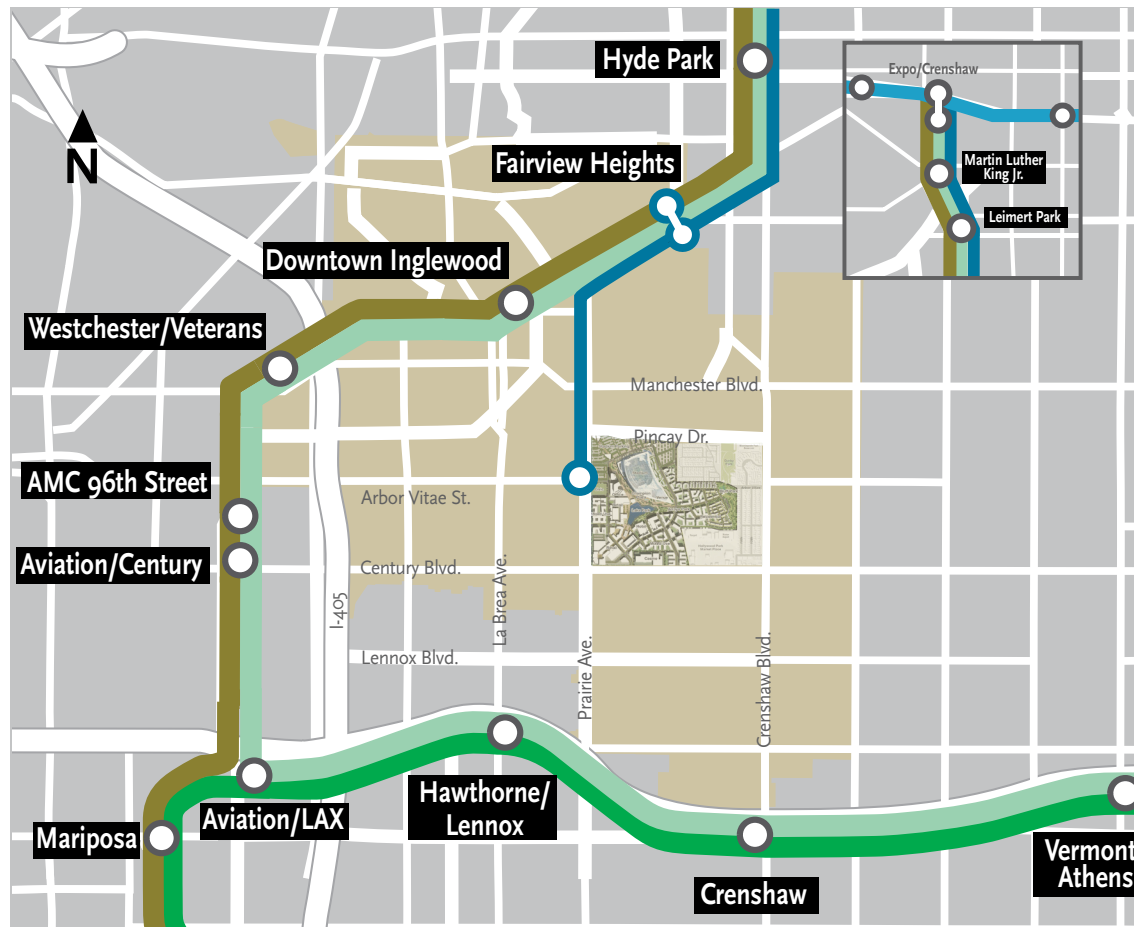 Hyde Park
Expo/Crenshaw
Martin Luther
King Jr.
Leimert Park
N
Fairview Heights
Downtown Inglewood
Westchester/Veterans
Manchester Blvd.
Pincay Dr.
AMC 96th Street
Arbor Vitae St.
Aviation/Century
Century Blvd.
La Brea Ave.
I-405
Lennox Blvd.
Prairie Ave.
Crenshaw Blvd.
Hawthorne/
Lennox
Aviation/LAX
Mariposa
Crenshaw
Vermont
Athens